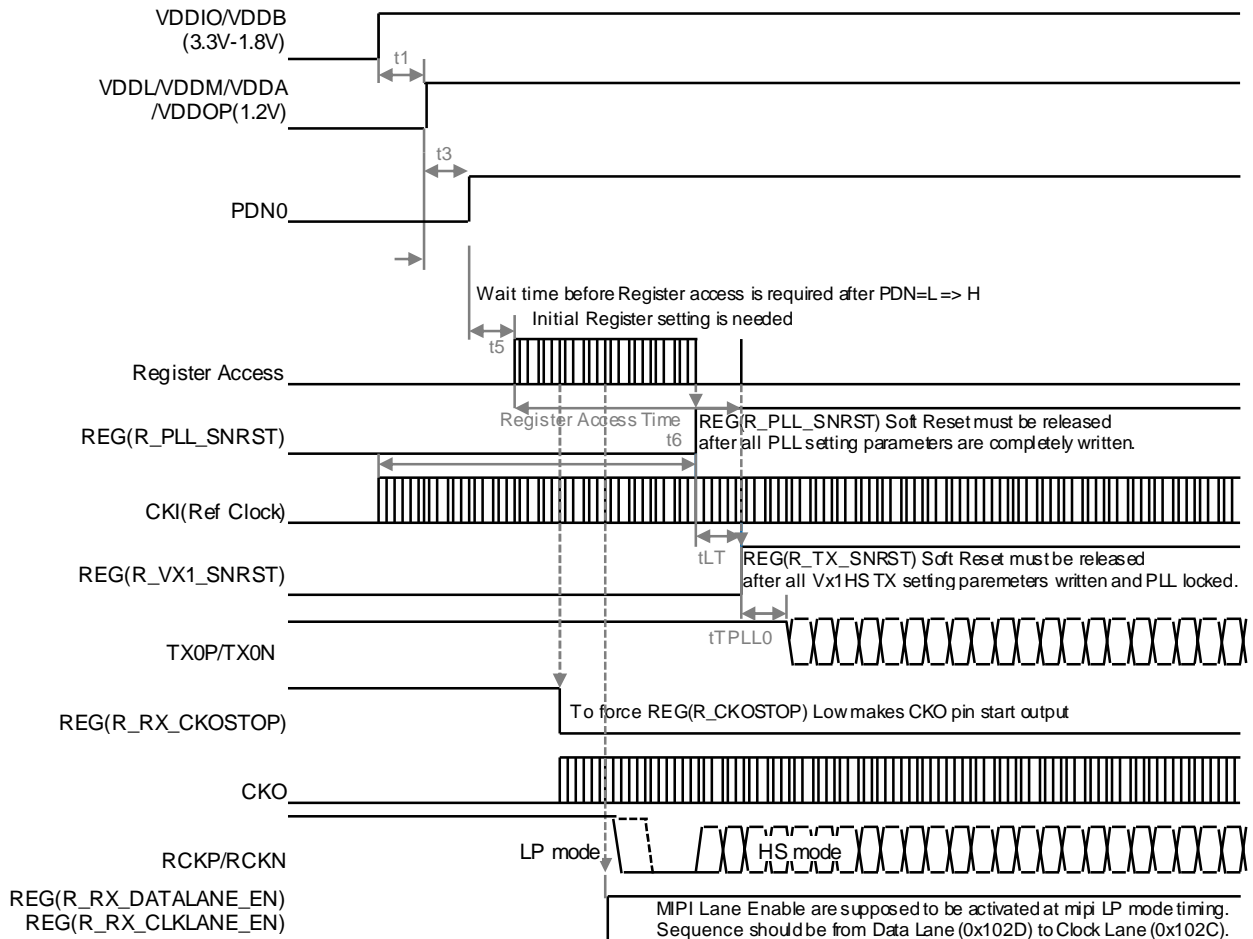 VDDIO/VDDB
(3.3V-1.8V)
t1
VDDL/VDDM/VDDA
/VDDOP(1.2V)
t3
PDN0
Wait time before Register access is required after PDN=L => H
Initial Register setting is needed
t5
Register Access
Register Access Time
t6
REG(R_PLL_SNRST)
REG(R_PLL_SNRST) Soft Reset must be released
after all PLL setting parameters are completely written.
CKI(Ref Clock)
tLT
REG(R_VX1_SNRST)
REG(R_TX_SNRST) Soft Reset must be released
after all Vx1HS TX setting paremeters written and PLL locked.
tTPLL0
TX0P/TX0N
REG(R_RX_CKOSTOP)
To force REG(R_CKOSTOP) Low makes CKO pin start output
CKO
RCKP/RCKN
LP mode
HS mode
REG(R_RX_DATALANE_EN)
REG(R_RX_CLKLANE_EN)
MIPI Lane Enable are supposed to be activated at mipi LP mode timing.
Sequence should be from Data Lane (0x102D) to Clock Lane (0x102C).